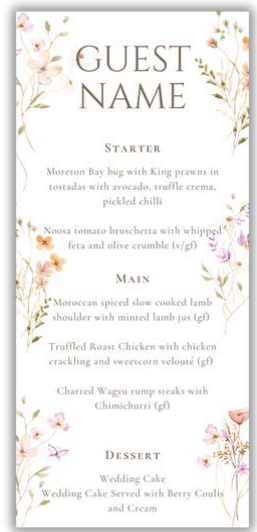 GUEST
NAME
STARTER
Moreton Bay bug with King prawns in
tostadas with avocado, truffle crema,
pickled chilli
Noosa tomato bruschetta with whipped
feta and olive crumble (v/gf)
MAIN
Moroccan spiced slow cooked lamb
shoulder with minted lamb jus (gf)
Truffled Roast Chicken with chicken
crackling and sweetcorn velouté (gf)
Charred Wagyu rump steaks with
Chimichurri (gf)
DESSERT
Wedding Cake
Wedding Cake Served with Berry Coulis
and Cream